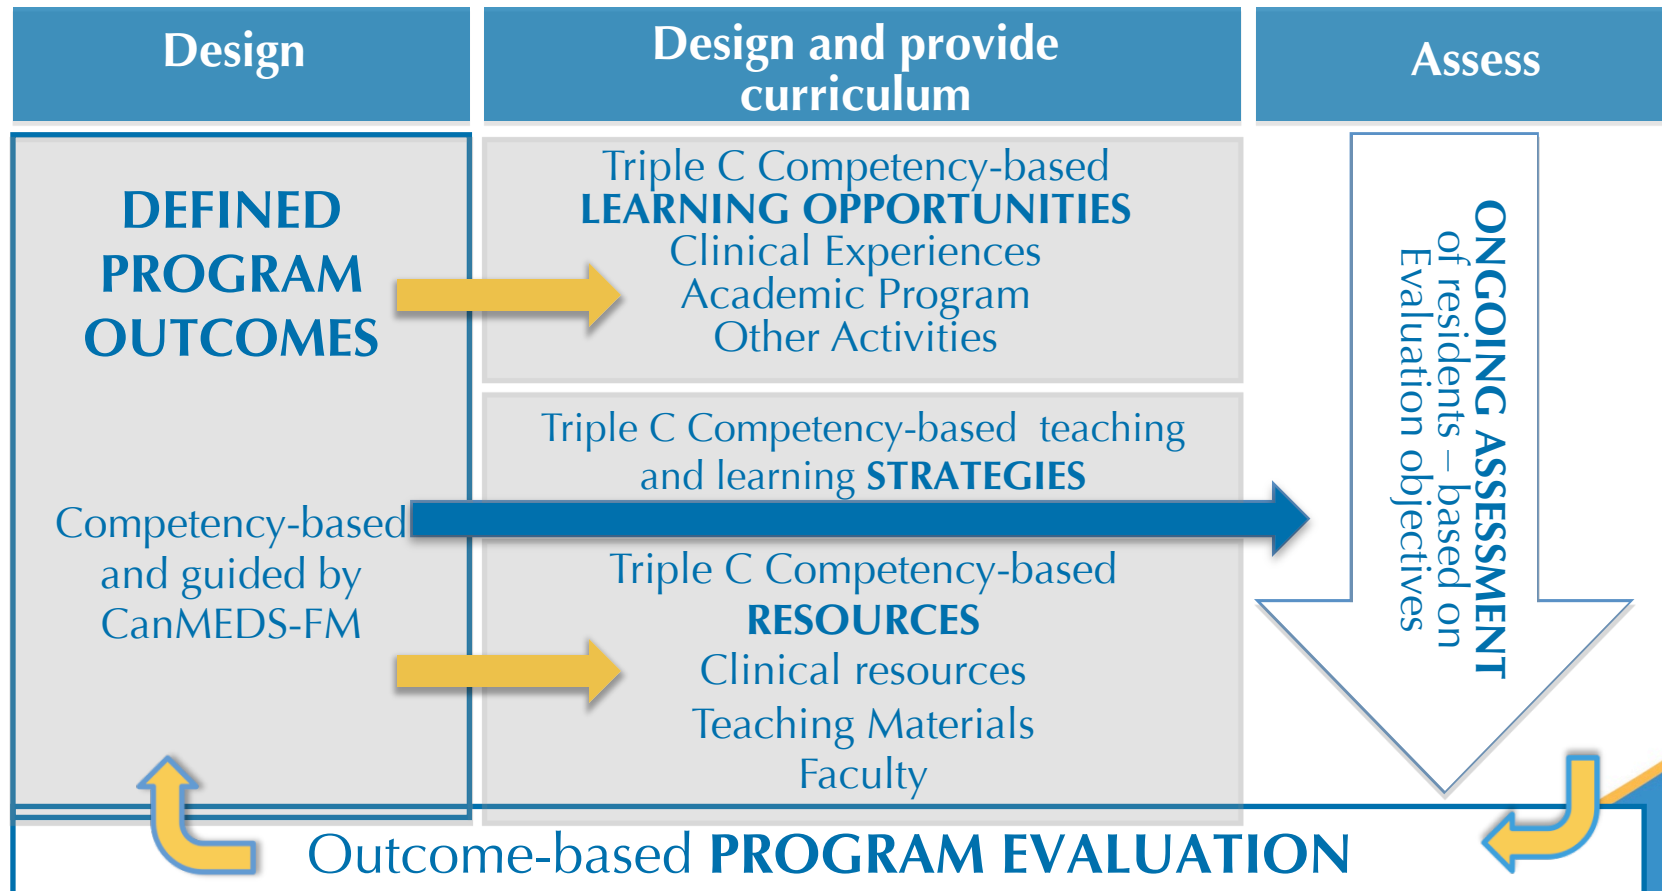 Design
Design and provide
curriculum
Assess
DEFINED
PROGRAM
OUTCOMES
Competency-based
and guided by
CanMEDS-FM
Triple C Competency-based
LEARNING OPPORTUNITIES
Clinical Experiences
Academic Program
Other Activities
Triple C Competency-based teaching
and learning STRATEGIES
Triple C Competency-based
RESOURCES
Clinical resources
Teaching Materials
Faculty
ONGOING ASSESSMENT
of residents – based on
Evaluation objectives
Outcome-based PROGRAM EVALUATION